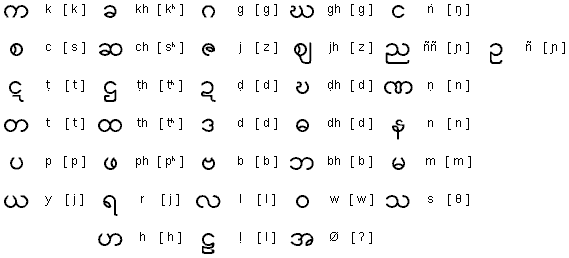 က k [k] ခ kh [kʰ] ဂ g [g] ဃ gh [g] င ṅ [ŋ]
စ c [s] ဆ ch [sʰ] ဇ j [z] ဈ jh [z] ည ññ [ɲ] ဉ ñ [ɲ]
ဋ ṭ [t] ဌ ṭh [tʰ] ဍ ḍ [d] ဎ ḍh [d] ဏ ṇ [n]
တ t [t] ထ th [tʰ] ဒ d [d] ဓ dh [d] န n [n]
ပ p [p] ဖ ph [pʰ] ဗ b [b] ဘ bh [b] မ m [m]
ယ y [j] ရ r [j] လ l [l] ဝ w [w] သ s [θ]
ဟ h [h] ဠ ḷ [l] အ Ø [ʔ]